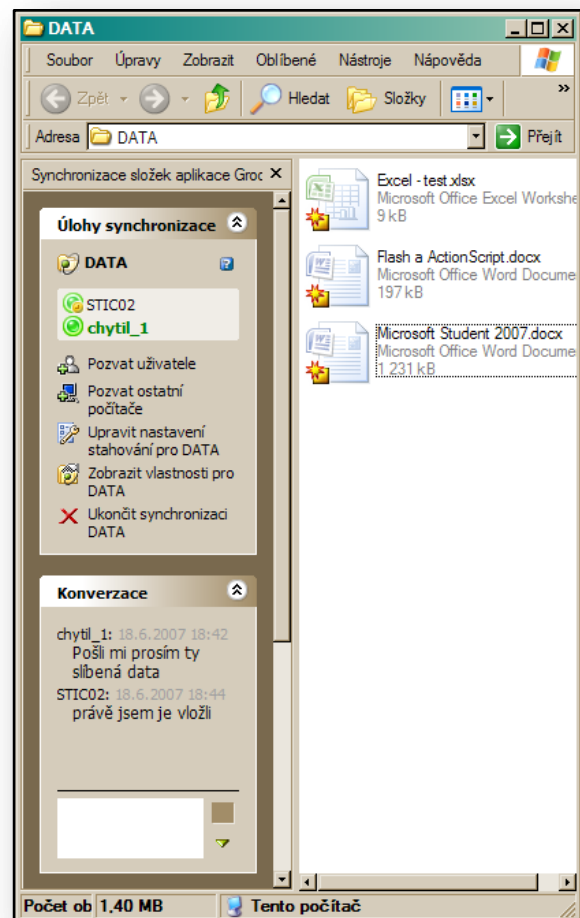 DATA
Soubor Úpravy Zobrazit Oblíbené Nástroje Nápověda
Zpět Hledat Složky »
Adresa DATA Přejít
Synchronizace složek aplikace Groc
Úlohy synchronizace
DATA
STIC02
chytil_1
Pozvat uživatele
Pozvat ostatní
počítače
Upravit nastavení
stahování pro DATA
Zobrazit vlastnosti pro
DATA
Ukončit synchronizaci
DATA
Konverzace
chytil_1: 18.6.2007 18:42
Pošli mi prosím ty
slíbená data
STIC02: 18.6.2007 18:44
právě jsem je vložli
Excel - test.xlsx
Microsoft Office Excel Workshe
9 kB
Flash a ActionScript.docx
Microsoft Office Word Docume
197 kB
Microsoft Student 2007.docx
Microsoft Office Word Docume
1 231 kB
Počet ob 1,40 MB Tento počítač